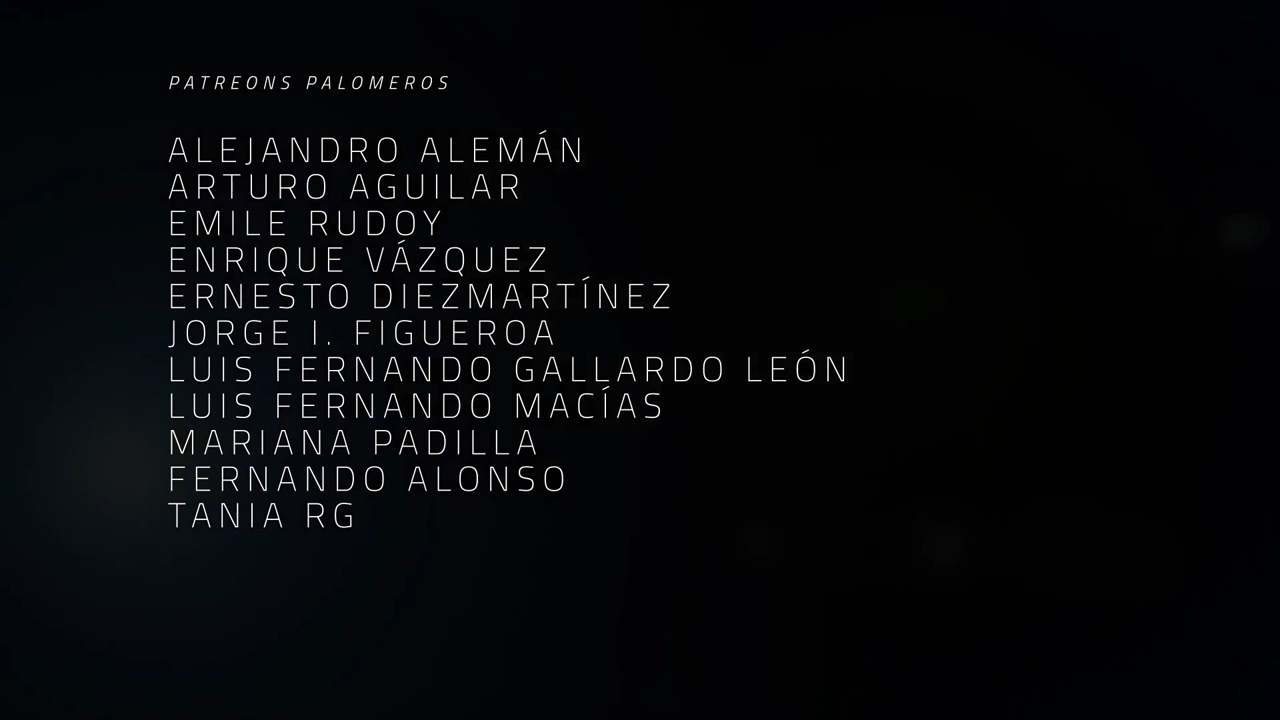 PATREONS PALOMEROS
ALEJANDRO ALEMÁN
ARTURO AGUILAR
EMILE RUDOY
ENRIQUE VÁZQUEZ
ERNESTO DIEZMARTÍNEZ
JORGE I. FIGUEROA
LUIS FERNANDO GALLARDO LEÓN
LUIS FERNANDO MACÍAS
MARIANA PADILLA
FERNANDO ALONSO
TANIA RG